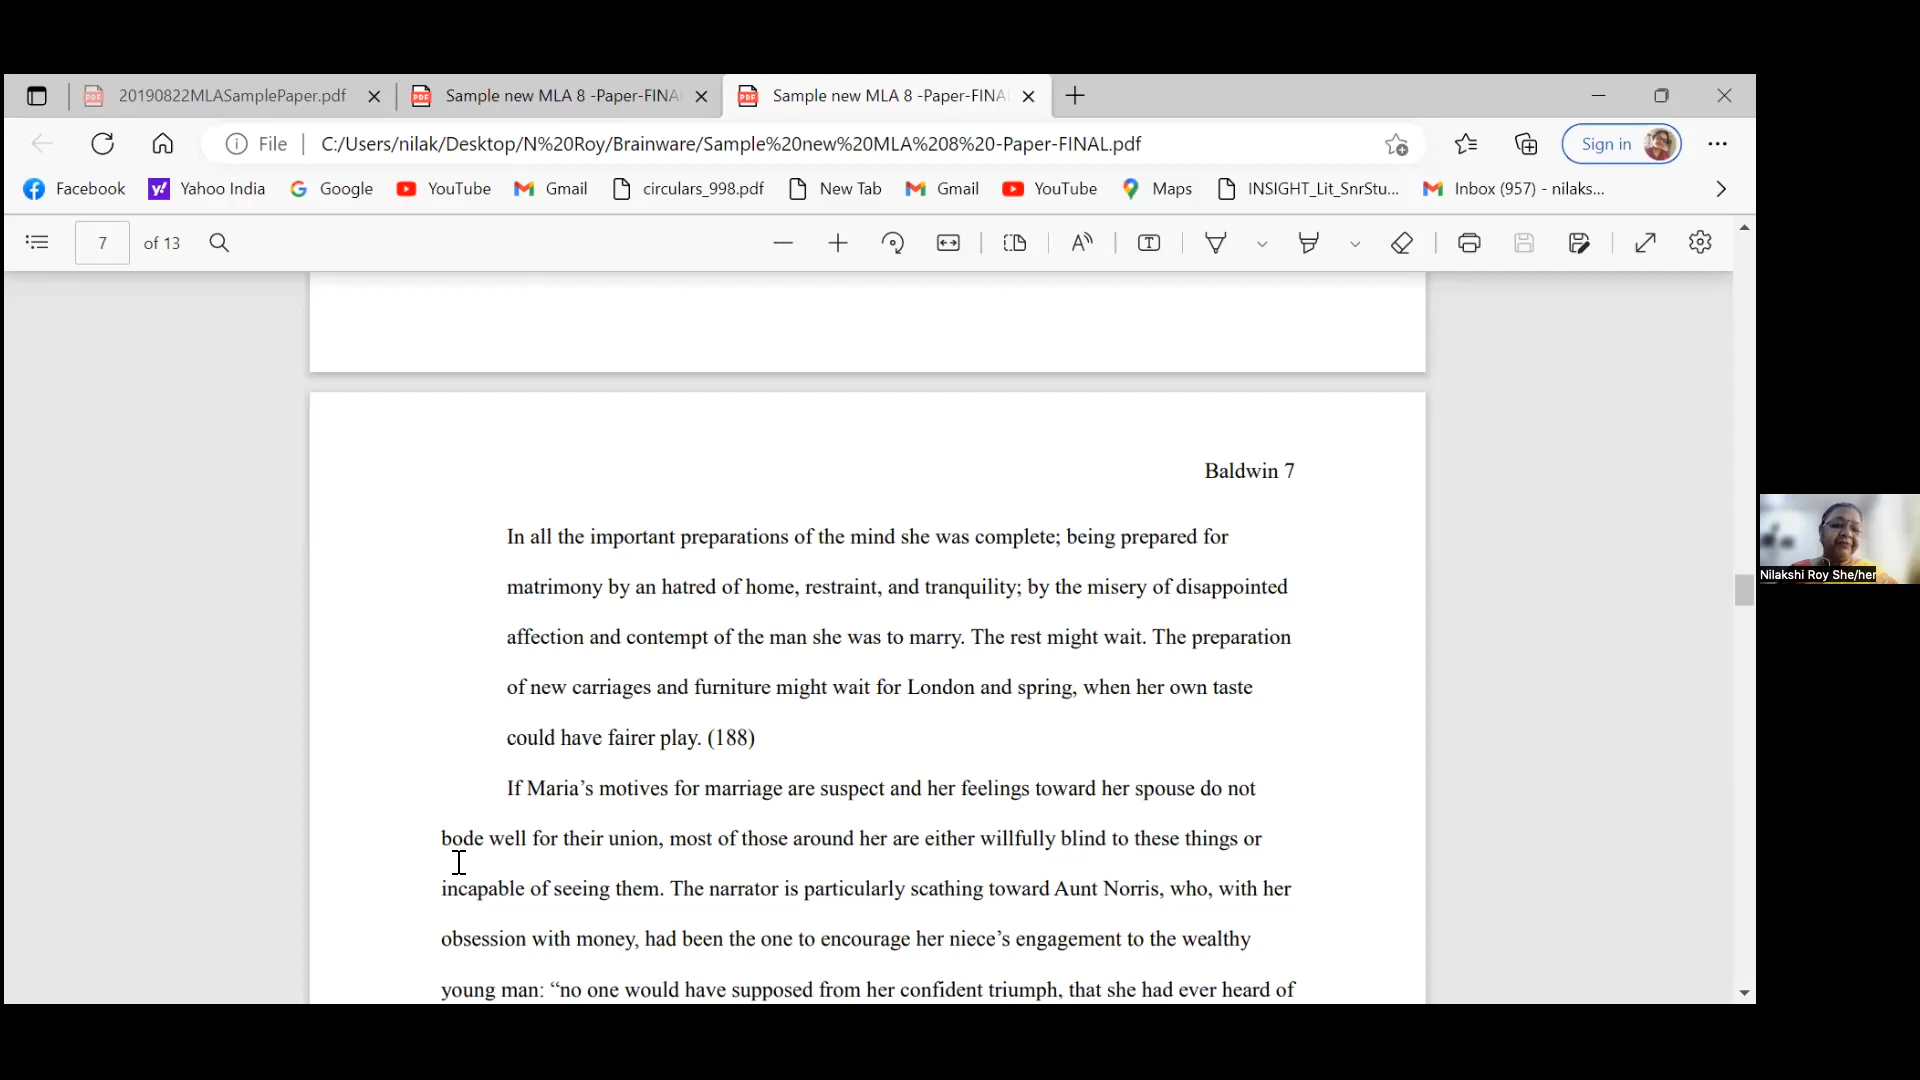 20190822MLASamplePaper.pdf
Sample new MLA 8 -Paper-FINA
Sample new MLA 8 -Paper-FINA
File
C:/Users/nilak/Desktop/N%20Roy/Brainware/Sample%20new%20MLA%208%20-Paper-FINAL.pdf
Sign in
Facebook
Yahoo India
Google
YouTube
Gmail
circulars_998.pdf
New Tab
Gmail
YouTube
Maps
INSIGHT_Lit_SnrStu...
Inbox (957) - nilaks...
7 of 13
Baldwin 7
In all the important preparations of the mind she was complete; being prepared for
matrimony by an hatred of home, restraint, and tranquility; by the misery of disappointed
affection and contempt of the man she was to marry. The rest might wait. The preparation
of new carriages and furniture might wait for London and spring, when her own taste
could have fairer play. (188)
If Maria’s motives for marriage are suspect and her feelings toward her spouse do not
bode well for their union, most of those around her are either willfully blind to these things or
incapable of seeing them. The narrator is particularly scathing toward Aunt Norris, who, with her
obsession with money, had been the one to encourage her niece’s engagement to the wealthy
young man: “no one would have supposed from her confident triumph, that she had ever heard of
Nilakshi Roy She/her